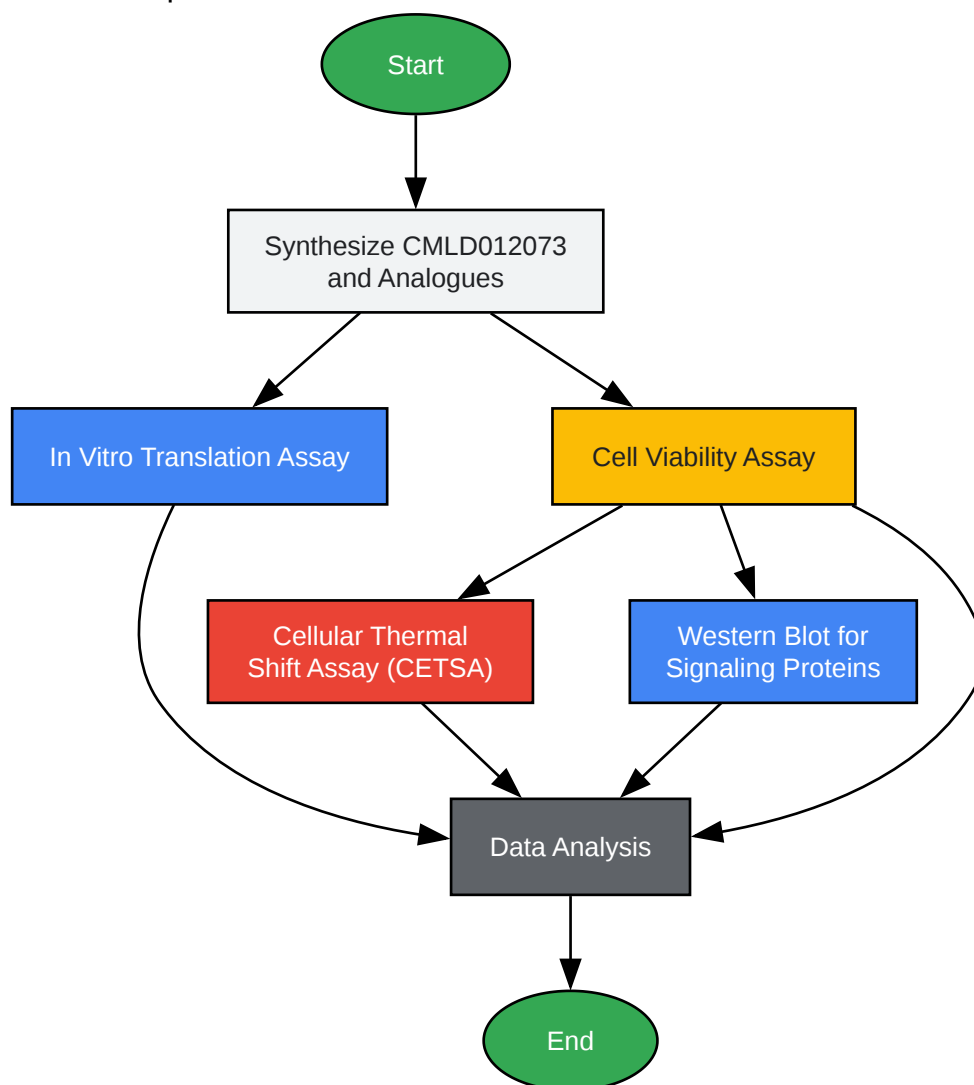 Start
Synthesize CMLD012073
and Analogues
In Vitro Translation Assay
Cell Viability Assay
Cellular Thermal
Shift Assay (CETSA)
Western Blot for
Signaling Proteins
Data Analysis
End